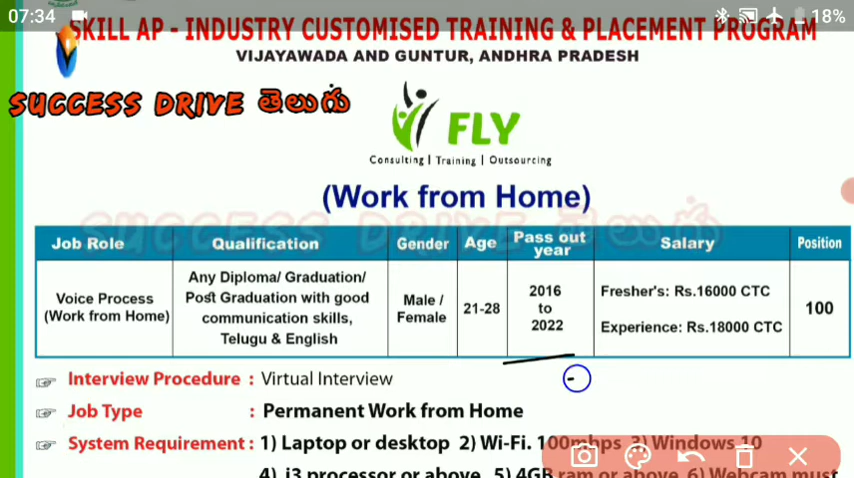 07:34
18%
SKILL AP - INDUSTRY CUSTOMISED TRAINING & PLACEMENT PROGRAM
VIJAYAWADA AND GUNTUR, ANDHRA PRADESH
SUCCESS DRIVE తెలుగు
FLY
Consulting | Training | Outsourcing
(Work from Home)
SUCCESS DRIVE తెలుగు
Job Role Qualification Gender Age Pass out year Salary Position
Voice Process
(Work from Home)
Any Diploma/ Graduation/
Post Graduation with good
communication skills,
Telugu & English
Male /
Female
21-28
2016
to
2022
Fresher's: Rs.16000 CTC
Experience: Rs.18000 CTC
100
Interview Procedure : Virtual Interview
Job Type : Permanent Work from Home
System Requirement : 1) Laptop or desktop 2) Wi-Fi. 100mbps 3) Windows 10
4) i3 processor or above 5) 4GB ram or above 6) Webcam must